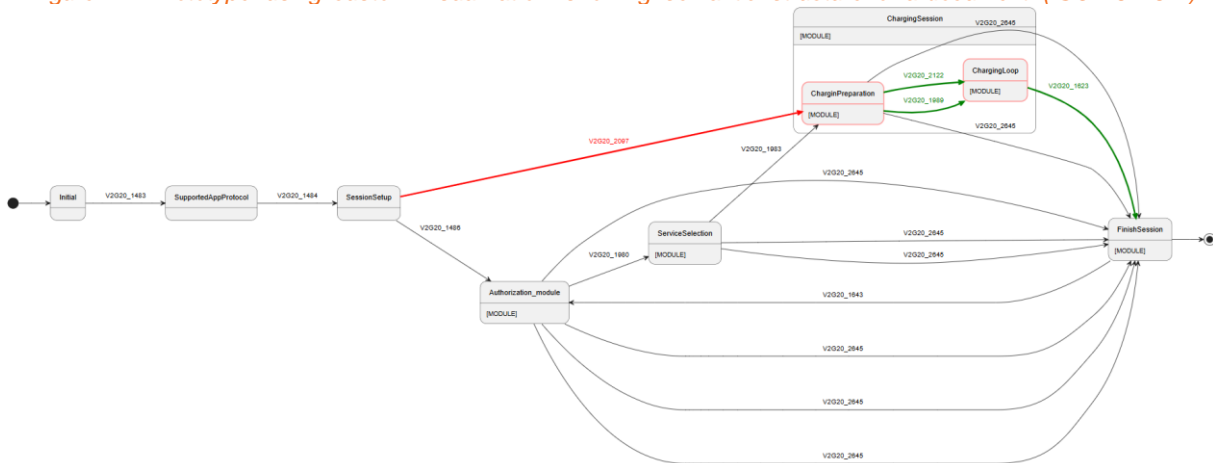 ChargingSession
[MODULE]
V2G20_2645
CharginPreparation
[MODULE]
V2G20_2122
V2G20_1989
ChargingLoop
[MODULE]
V2G20_1623
V2G20_2645
V2G20_2097
V2G20_1983
Initial
V2G20_1483
SupportedAppProtocol
V2G20_1484
SessionSetup
V2G20_1486
V2G20_2645
ServiceSelection
[MODULE]
V2G20_1980
V2G20_2645
V2G20_2645
FinishSession
[MODULE]
Authorization_module
[MODULE]
V2G20_1643
V2G20_2645
V2G20_2645
V2G20_2645